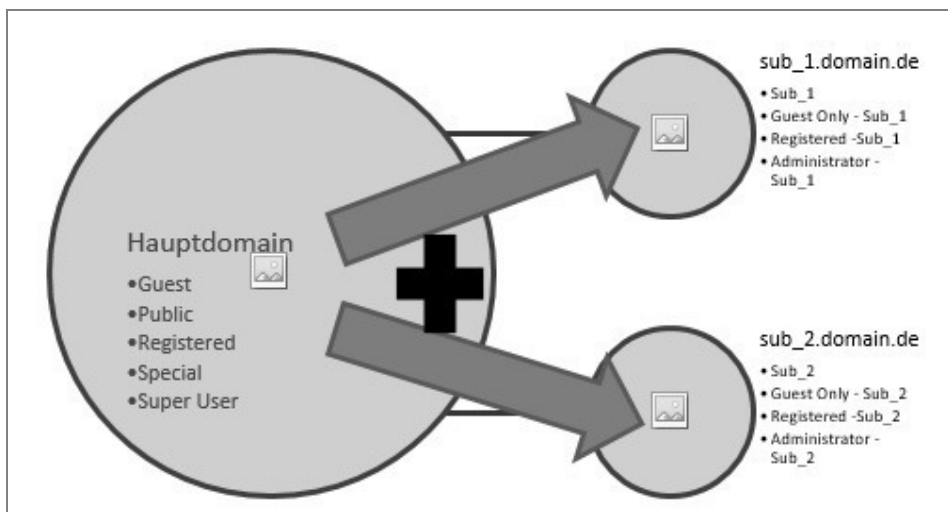 Hauptdomain
•Guest
•Public
•Registered
•Special
•Super User
sub_1.domain.de
• Sub_1
• Guest Only - Sub_1
• Registered -Sub_1
• Administrator -
Sub_1
sub_2.domain.de
• Sub_2
• Guest Only - Sub_2
• Registered -Sub_2
• Administrator -
Sub_2